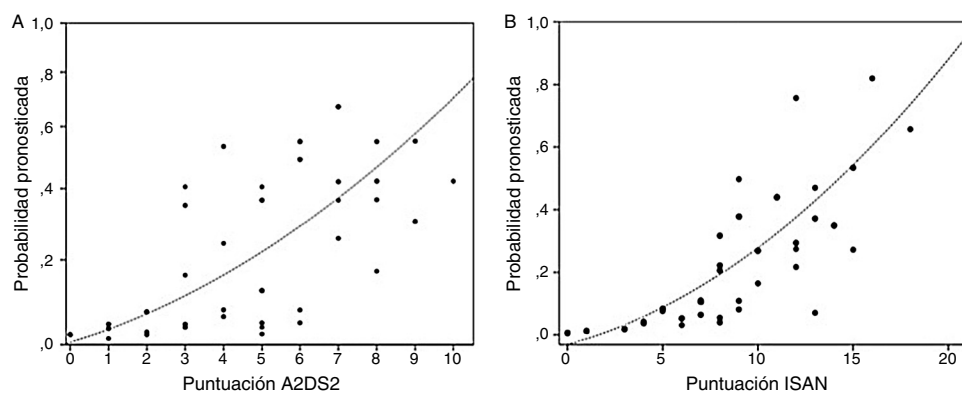 A
1,0
,8
,6
,4
,2
,0
Probabilidad pronosticada
0 1 2 3 4 5 6 7 8 9 10
Puntuación A2DS2
B
1,0
,8
,6
,4
,2
,0
Probabilidad pronosticada
0 5 10 15 20
Puntuación ISAN